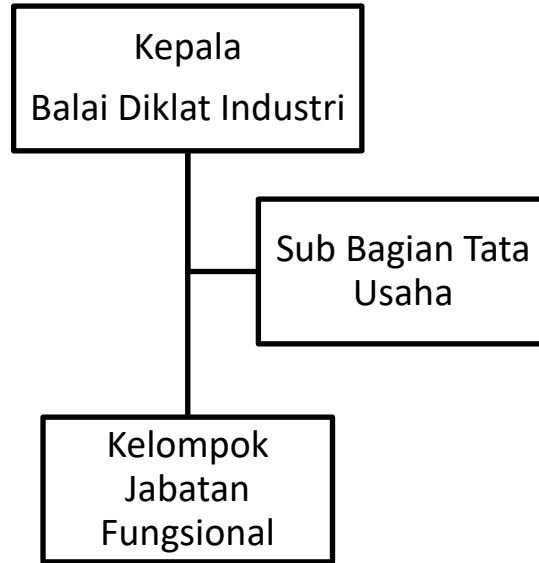 Kepala
Balai Diklat Industri
Sub Bagian Tata
Usaha
Kelompok
Jabatan
Fungsional